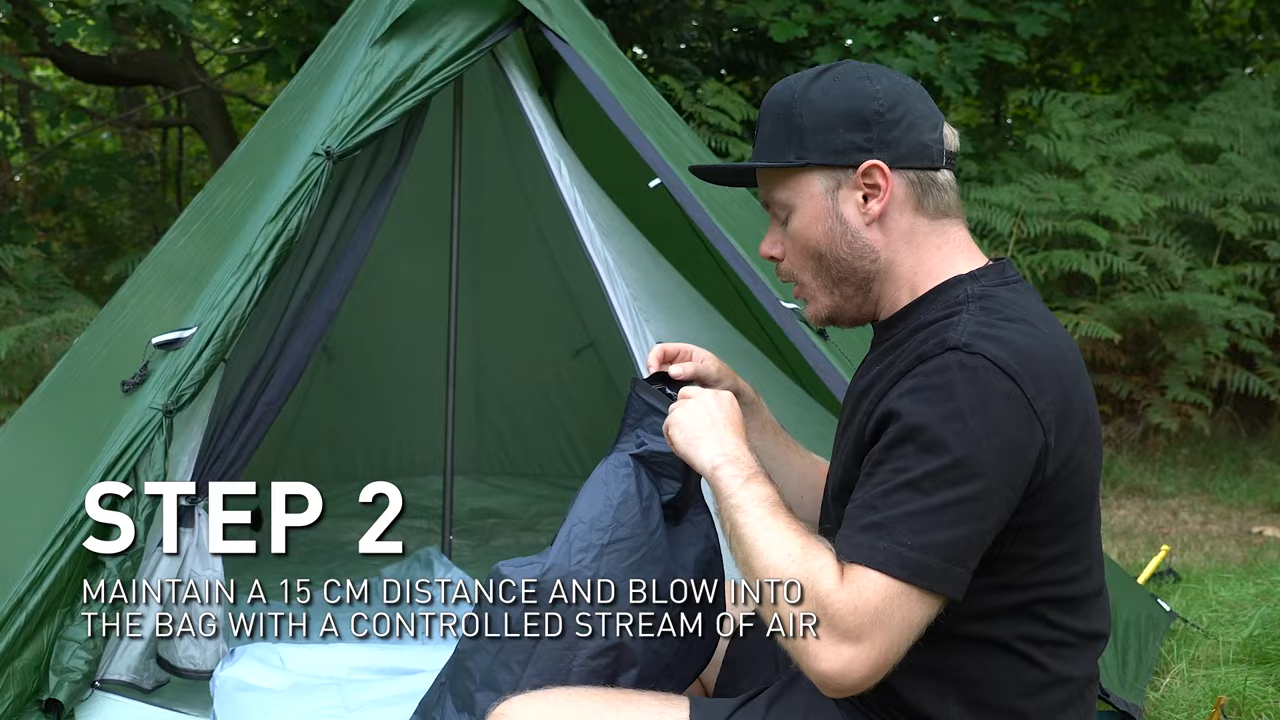 STEP 2
MAINTAIN A 15 CM DISTANCE AND BLOW INTO
THE BAG WITH A CONTROLLED STREAM OF AIR